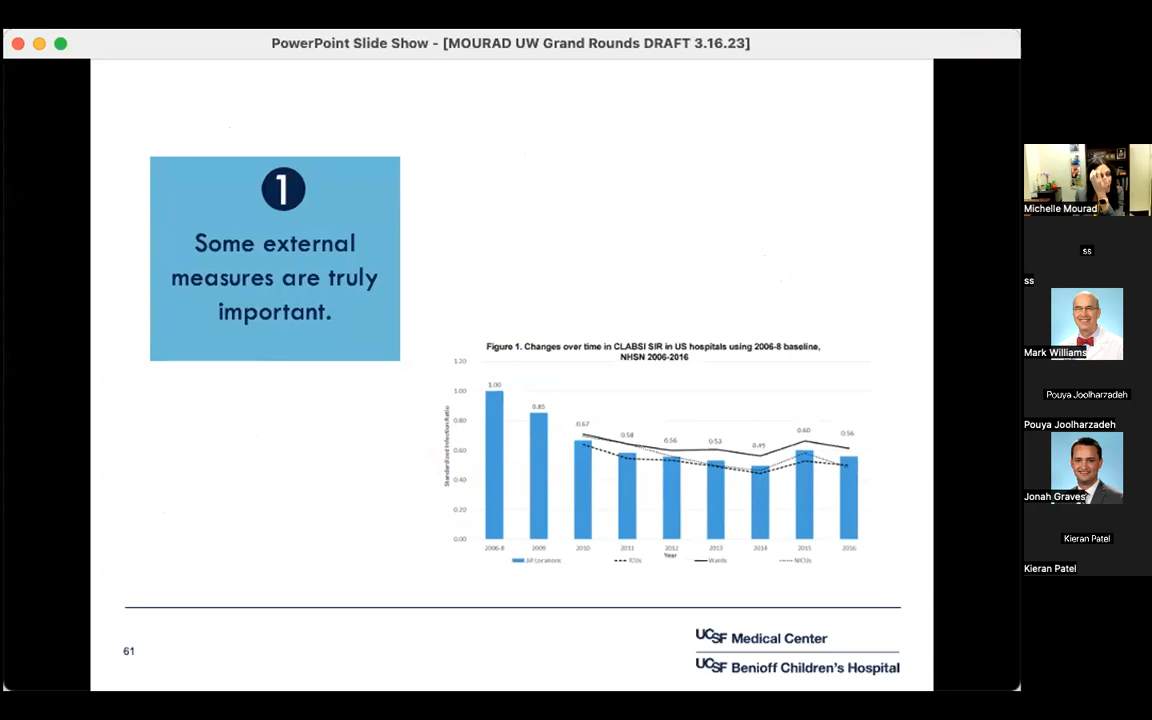 PowerPoint Slide Show - [MOURAD UW Grand Rounds DRAFT 3.16.23]
1
Some external
measures are truly
important.
Figure 1. Changes over time in CLABSI SIR in US hospitals using 2006-8 baseline,
NHSN 2006-2016
Standardized Infection Ratio
1.20
1.00
0.80
0.60
0.40
0.20
0.00
1.00
0.85
0.67
0.58
0.56
0.53
0.60
0.56
2006-8
2009
2010
2011
2012
2013
2014
2015
2016
Year
All Locations
ICUs
Wards
NICUs
61
UCSF Medical Center
UCSF Benioff Children's Hospital
Michelle Mourad
ss
ss
Mark Williams
Pouya Joolharzadeh
Pouya Joolharzadeh
Jonah Graves
Kieran Patel
Kieran Patel